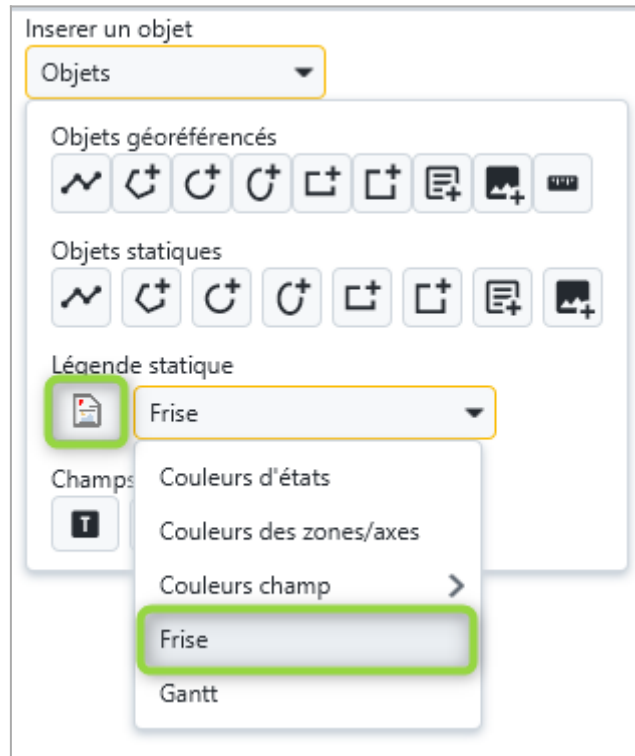 Inserer un objet
Objets
Objets géoréférencés
Objets statiques
Légende statique
Frise
Champs
T
Couleurs d'états
Couleurs des zones/axes
Couleurs champ
Frise
Gantt